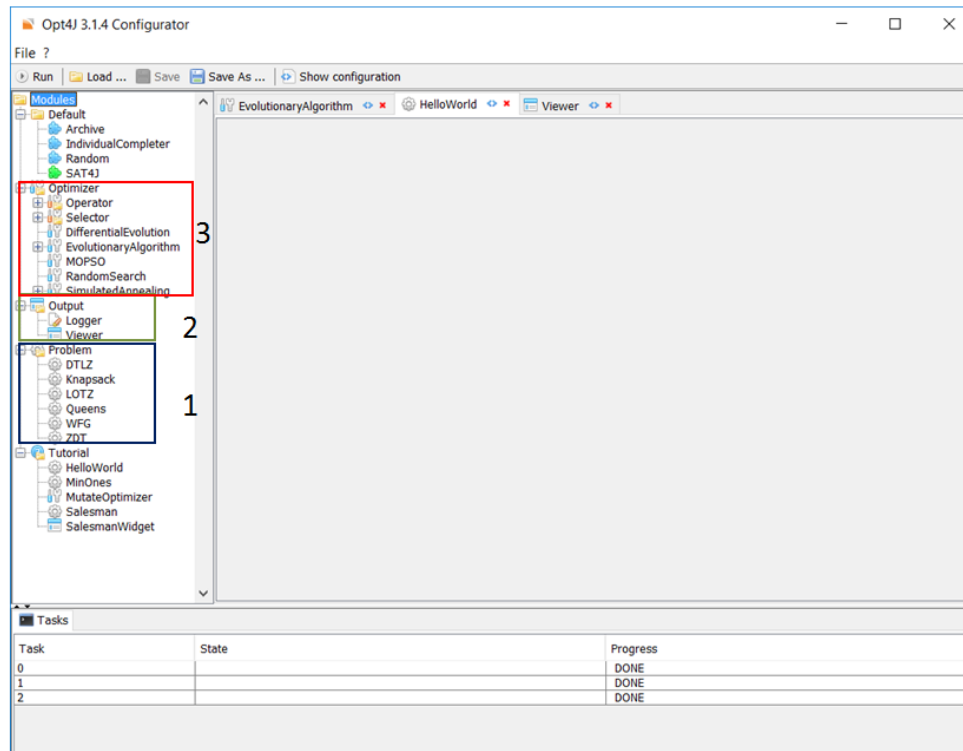 Opt4J 3.1.4 Configurator
File ?
Run Load ... Save Save As ... Show configuration
Modules
Default
Archive
IndividualCompleter
Random
SAT4J
Optimizer
Operator
Selector
DifferentialEvolution
EvolutionaryAlgorithm
MOPSO
RandomSearch
SimulatedAnnealing
3
Output
Logger
Viewer
2
Problem
DTLZ
Knapsack
LOTZ
Queens
WFG
ZDT
1
Tutorial
HelloWorld
MinOnes
MutateOptimizer
Salesman
SalesmanWidget
EvolutionaryAlgorithm HelloWorld Viewer
Tasks
Task State Progress
0 DONE
1 DONE
2 DONE